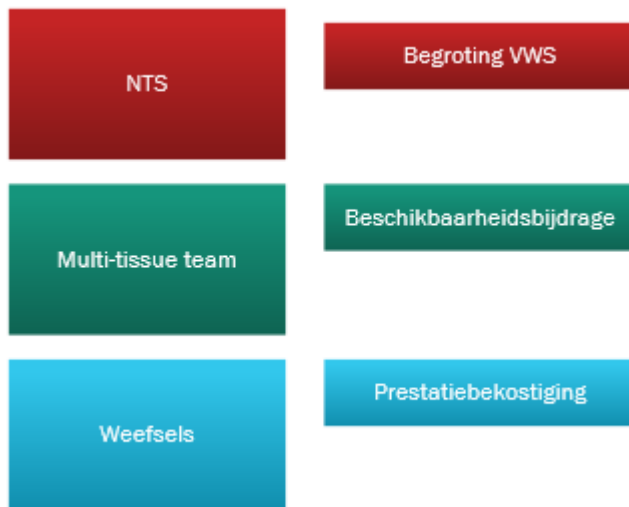 NTS
Begroting VWS
Multi-tissue team
Beschikbaarheidsbijdrage
Weefsels
Prestatiebekostiging